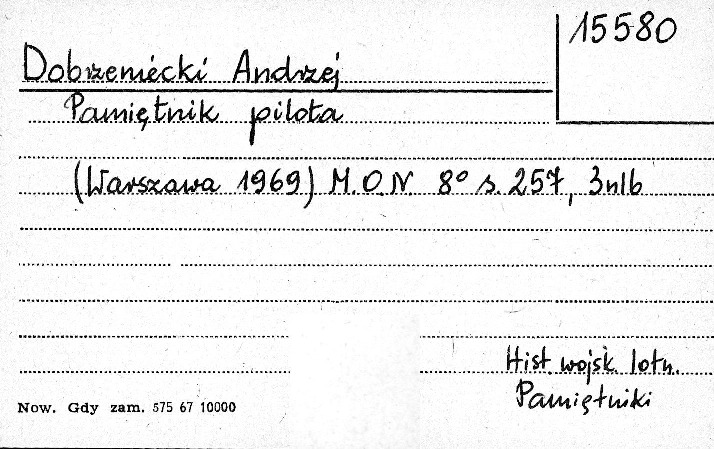 15580
Dobrzeniecki Andrzej
Pamiętnik pilota
(Warszawa 1969) M.O.N. 8° s. 257, 3nlb
Hist. wojsk. lotn.
Pamiętniki
Now. Gdy zam. 575 67 10000